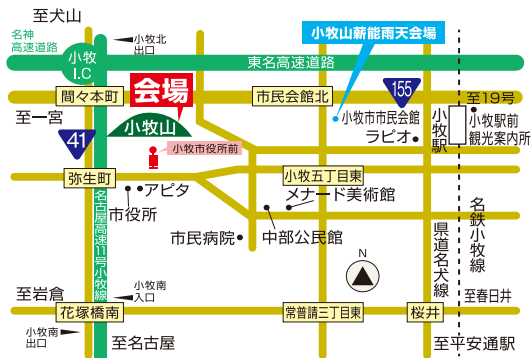 至犬山
名神
高速道路
小牧北
出口
小牧山薪能雨天会場
小牧
I.C
東名高速道路
会場
間々本町
市民会館北
155
至19号
至一宮
小牧山
小牧市市民会館
小牧駅
小牧駅前
観光案内所
ラピオ
41
小牧市役所前
弥生町
アピタ
市役所
小牧五丁目東
メナード美術館
名古屋高速11号小牧線
市民病院
中部公民館
県道名犬線
名鉄小牧線
N
至岩倉
小牧南
入口
至春日井
花塚橋南
常普請三丁目東
桜井
小牧南
出口
至名古屋
至平安通駅